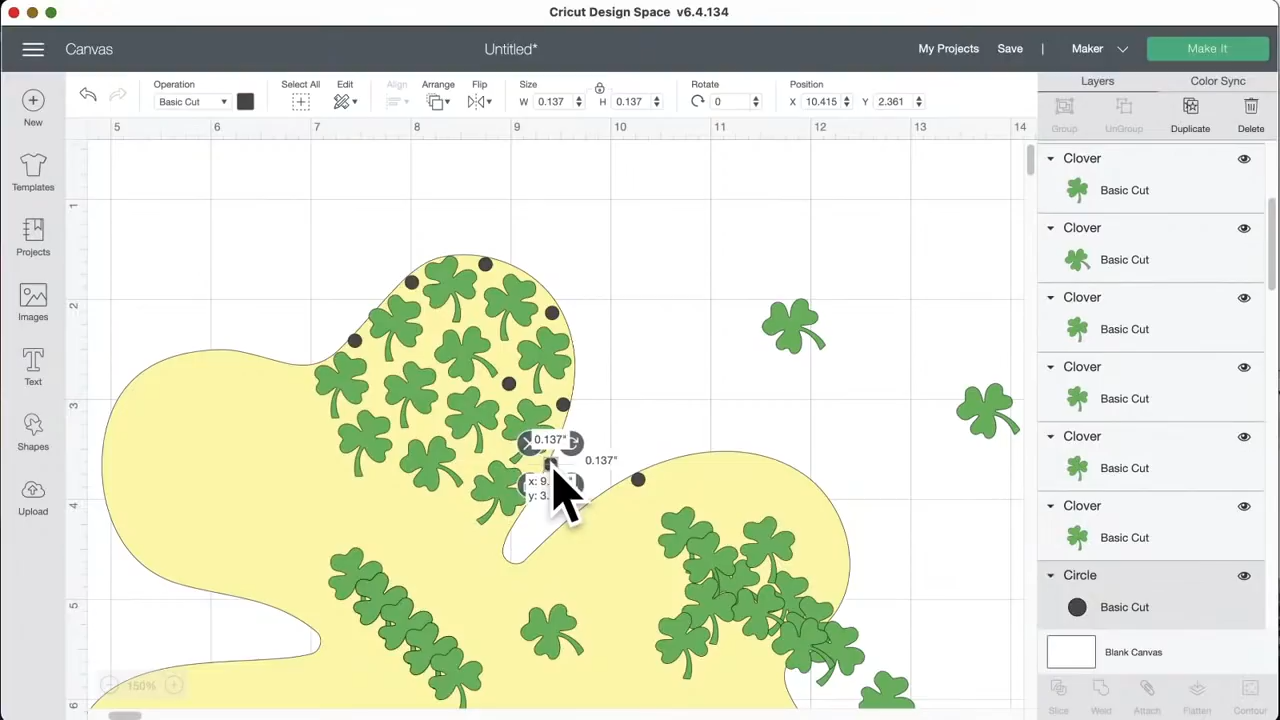 Cricut Design Space v6.4.134
Canvas
Untitled*
My Projects
Save
|
Maker
Make It
New
Templates
Projects
Images
Text
Shapes
Upload
Operation
Basic Cut
Select All
Edit
Align
Arrange
Flip
Size
W 0.137
H 0.137
Rotate
0
Position
X 10.415
Y 2.361
Layers
Color Sync
Group
UnGroup
Duplicate
Delete
5 6 7 8 9 10 11 12 13 14
1
2
3
4
5
6
0.137"
0.137"
x: 9.
y: 3.
150%
Clover
Basic Cut
Clover
Basic Cut
Clover
Basic Cut
Clover
Basic Cut
Clover
Basic Cut
Clover
Basic Cut
Circle
Basic Cut
Blank Canvas
Slice
Weld
Attach
Flatten
Contour